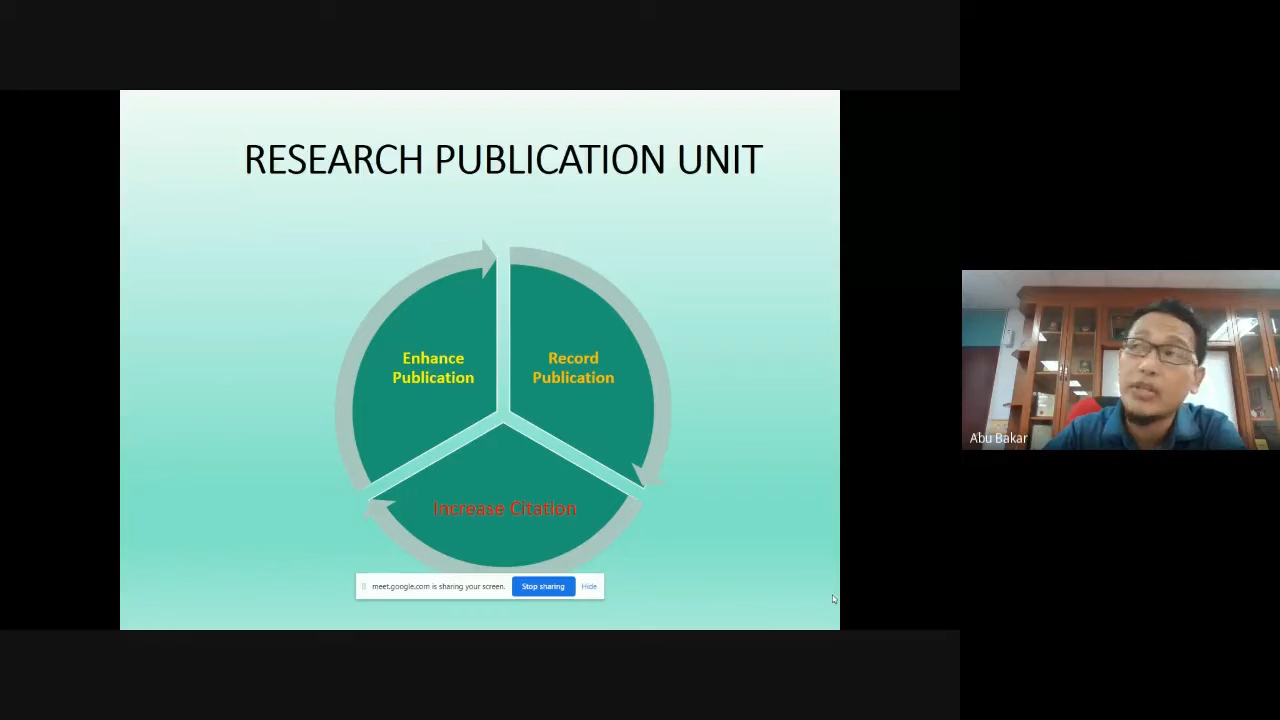 RESEARCH PUBLICATION UNIT
Enhance
Publication
Record
Publication
Increase Citation
meet.google.com is sharing your screen.
Stop sharing
Hide
Abu Bakar